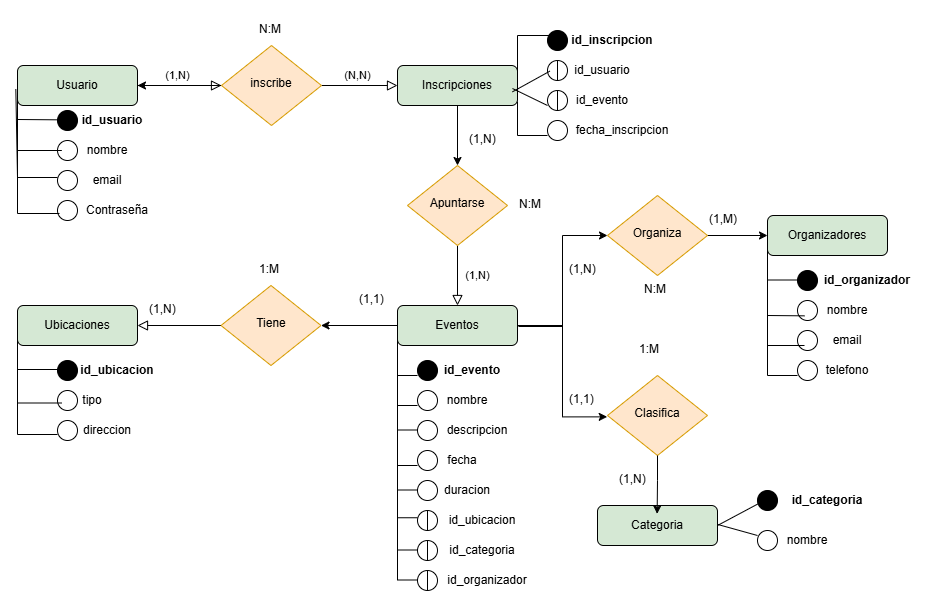 N:M
Usuario
(1,N)
inscribe
(N,N)
Inscripciones
id_inscripcion
id_usuario
id_evento
fecha_inscripcion
id_usuario
nombre
email
Contraseña
(1,N)
Apuntarse
N:M
(1,N)
Organiza
(1,M)
Organizadores
(1,N)
N:M
id_organizador
nombre
email
telefono
1:M
Ubicaciones
(1,N)
Tiene
(1,1)
Eventos
id_ubicacion
tipo
direccion
id_evento
nombre
descripcion
fecha
duracion
id_ubicacion
id_categoria
id_organizador
1:M
(1,1)
Clasifica
(1,N)
Categoria
id_categoria
nombre